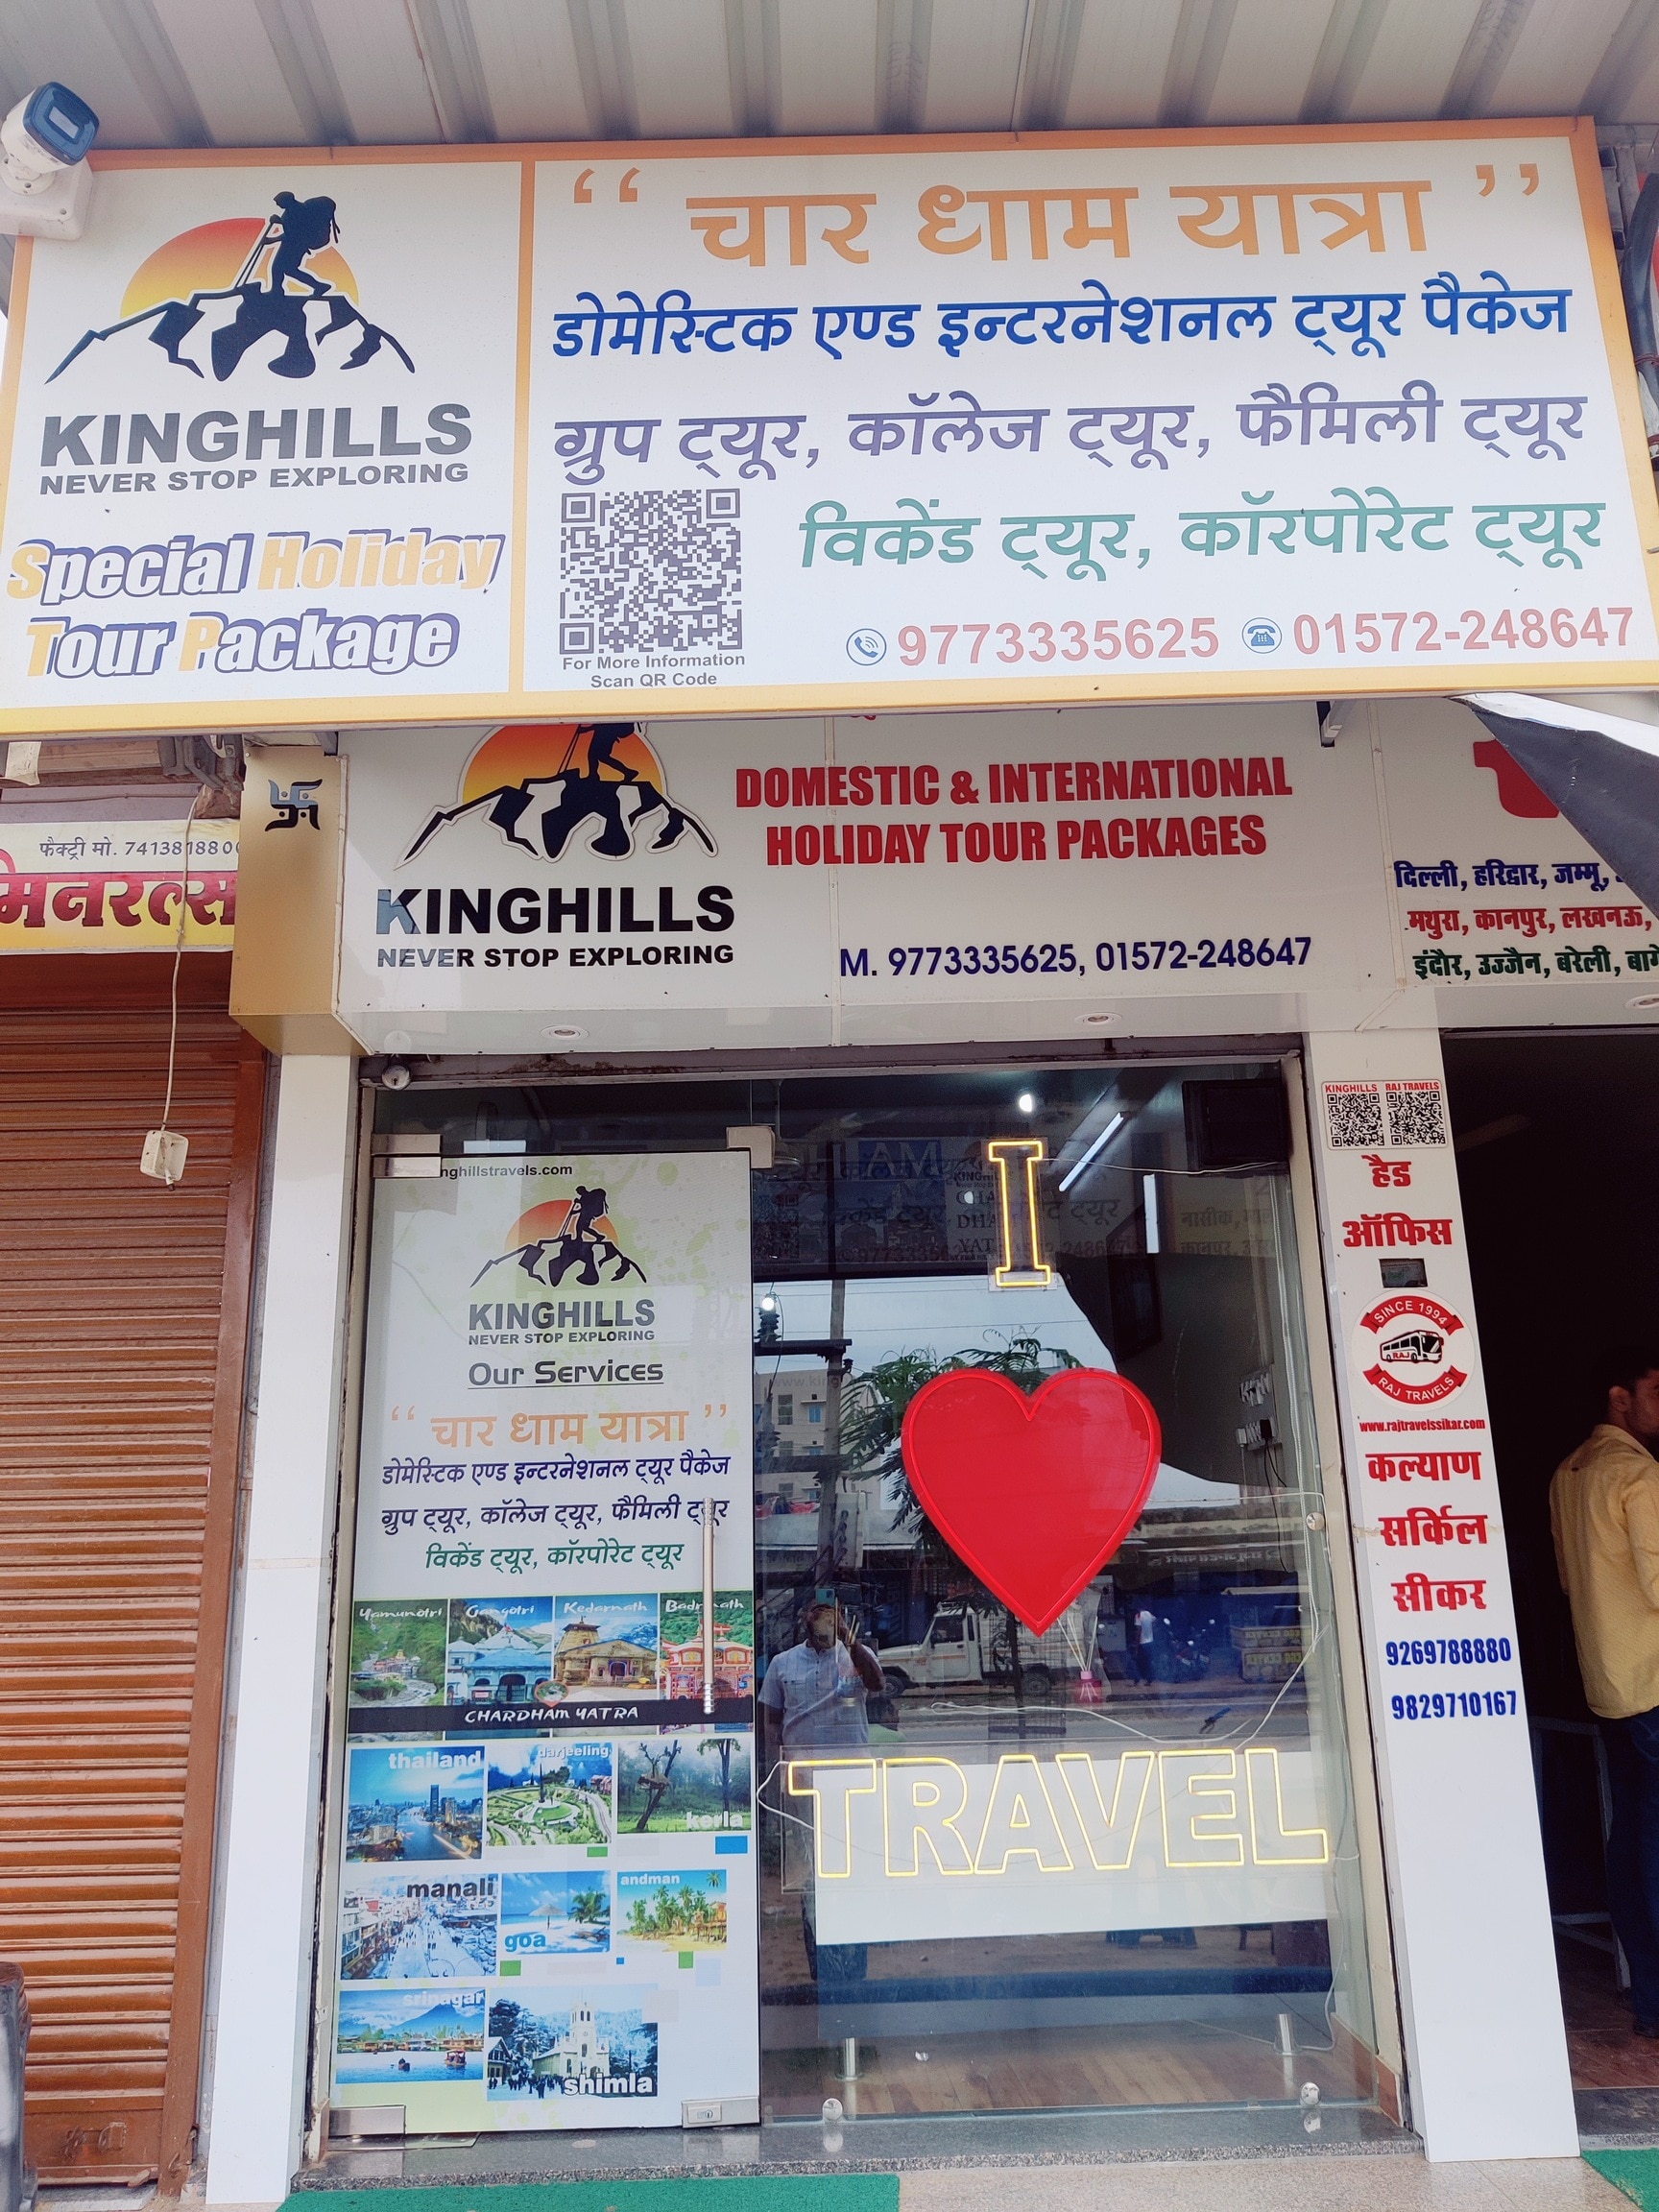 KINGHILLS
NEVER STOP EXPLORING
Special Holiday
Tour Package
“ चार धाम यात्रा ”
डोमेस्टिक एण्ड इन्टरनेशनल ट्यूर पैकेज
ग्रुप ट्यूर, कॉलेज ट्यूर, फैमिली ट्यूर
विकेंड ट्यूर, कॉरपोरेट ट्यूर
For More Information
Scan QR Code
9773335625 01572-248647
फैक्ट्री मो.
मिनरल्स
KINGHILLS
NEVER STOP EXPLORING
DOMESTIC & INTERNATIONAL
HOLIDAY TOUR PACKAGES
M. 9773335625, 01572-248647
दिल्ली, हरिद्वार, जम्मू,
मथुरा, कानपुर, लखनऊ,
इंदौर, उज्जैन, बरेली,
nghillstravels.com
KINGHILLS
NEVER STOP EXPLORING
Our Services
“ चार धाम यात्रा ”
डोमेस्टिक एण्ड इन्टरनेशनल ट्यूर पैकेज
ग्रुप ट्यूर, कॉलेज ट्यूर, फैमिली ट्यूर
विकेंड ट्यूर, कॉरपोरेट ट्यूर
Yamunotri Gangotri Kedarnath Badrinath
CHARDHAM YATRA
thailand darjeeling kerla
manali goa andman
srinagar shimla
I
TRAVEL
KINGHILLS RAJ TRAVELS
हैड
ऑफिस
SINCE 1994
RAJ
RAJ TRAVELS
www.rajtravelssikar.com
कल्याण
सर्किल
सीकर
9269788880
9829710167